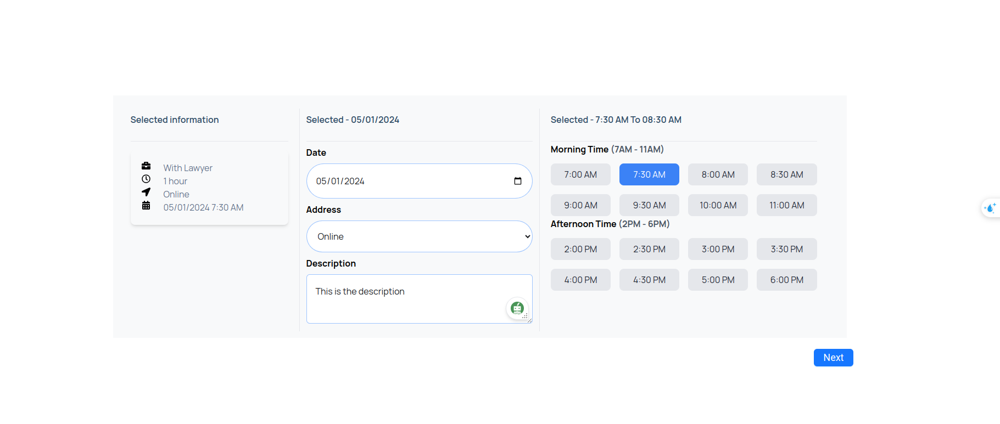 Selected information
With Lawyer
1 hour
Online
05/01/2024 7:30 AM
Selected - 05/01/2024
Date
05/01/2024
Address
Online
Description
This is the description
Selected - 7:30 AM To 08:30 AM
Morning Time (7AM - 11AM)
7:00 AM 7:30 AM 8:00 AM 8:30 AM
9:00 AM 9:30 AM 10:00 AM 11:00 AM
Afternoon Time (2PM - 6PM)
2:00 PM 2:30 PM 3:00 PM 3:30 PM
4:00 PM 4:30 PM 5:00 PM 6:00 PM
Next